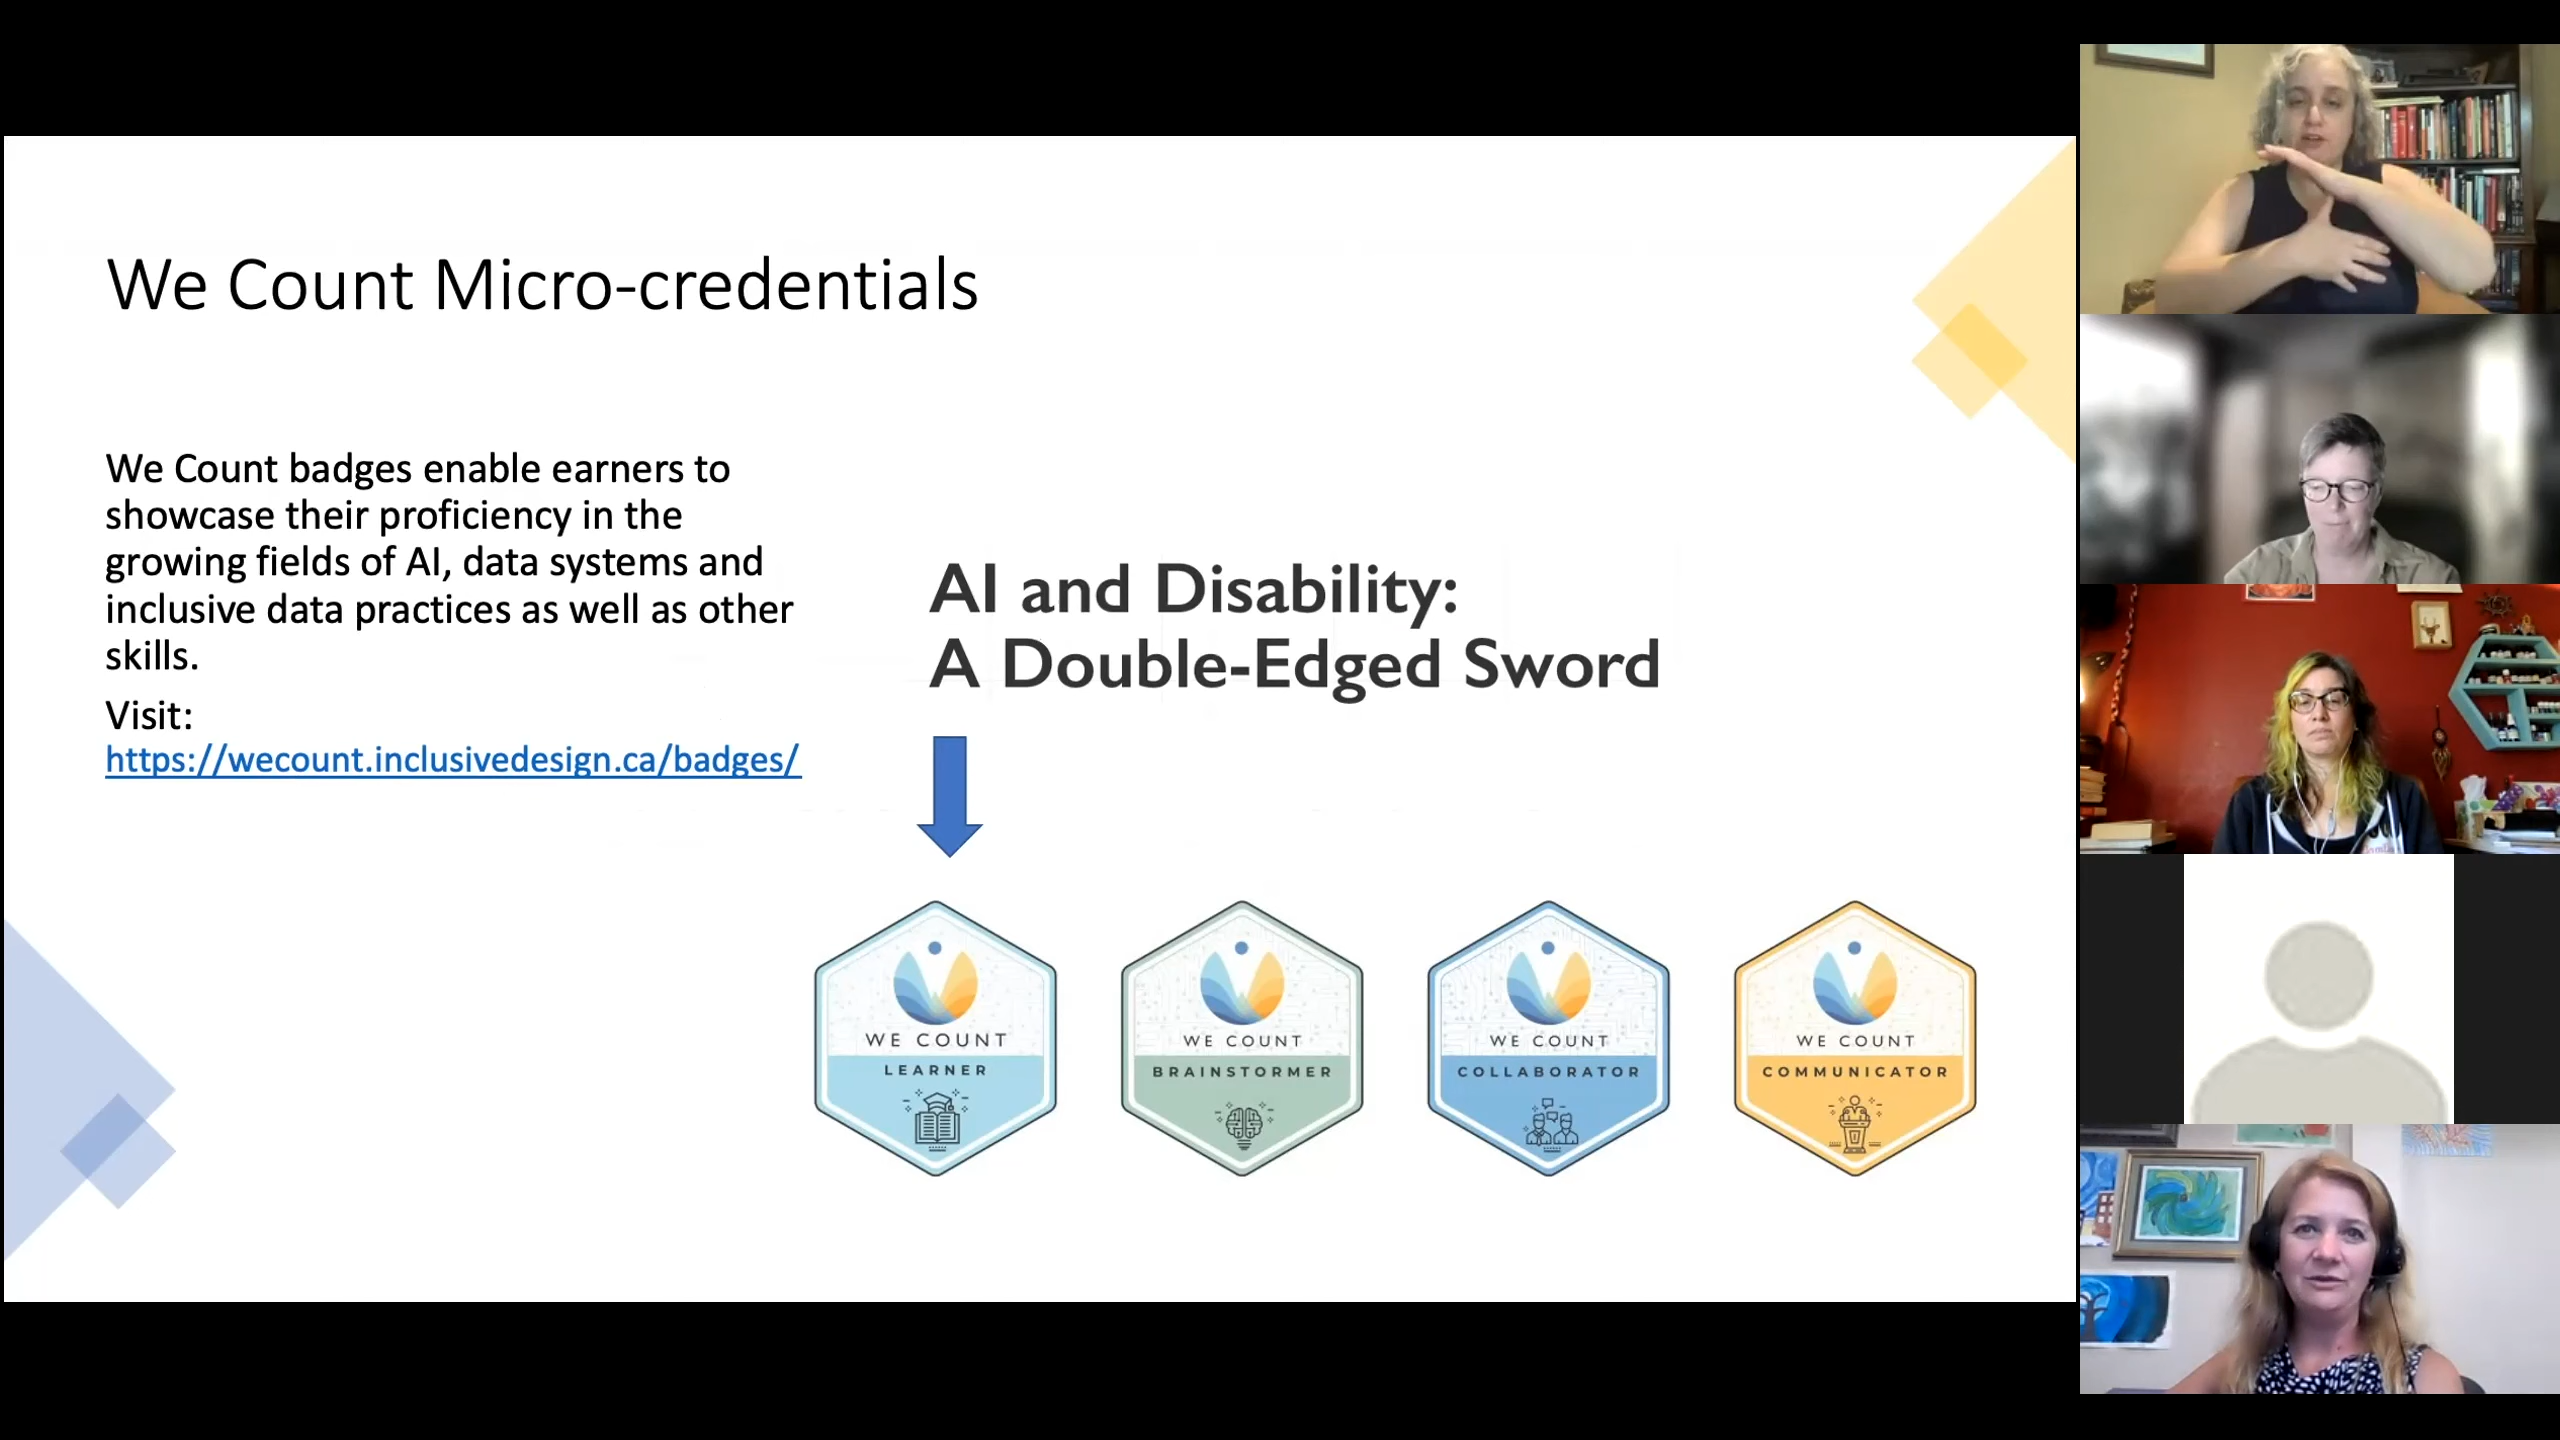 We Count Micro-credentials
We Count badges enable earners to
showcase their proficiency in the
growing fields of AI, data systems and
inclusive data practices as well as other
skills.
Visit:
https://wecount.inclusivedesign.ca/badges/
AI and Disability:
A Double-Edged Sword
WE COUNT
LEARNER
WE COUNT
BRAINSTORMER
WE COUNT
COLLABORATOR
WE COUNT
COMMUNICATOR